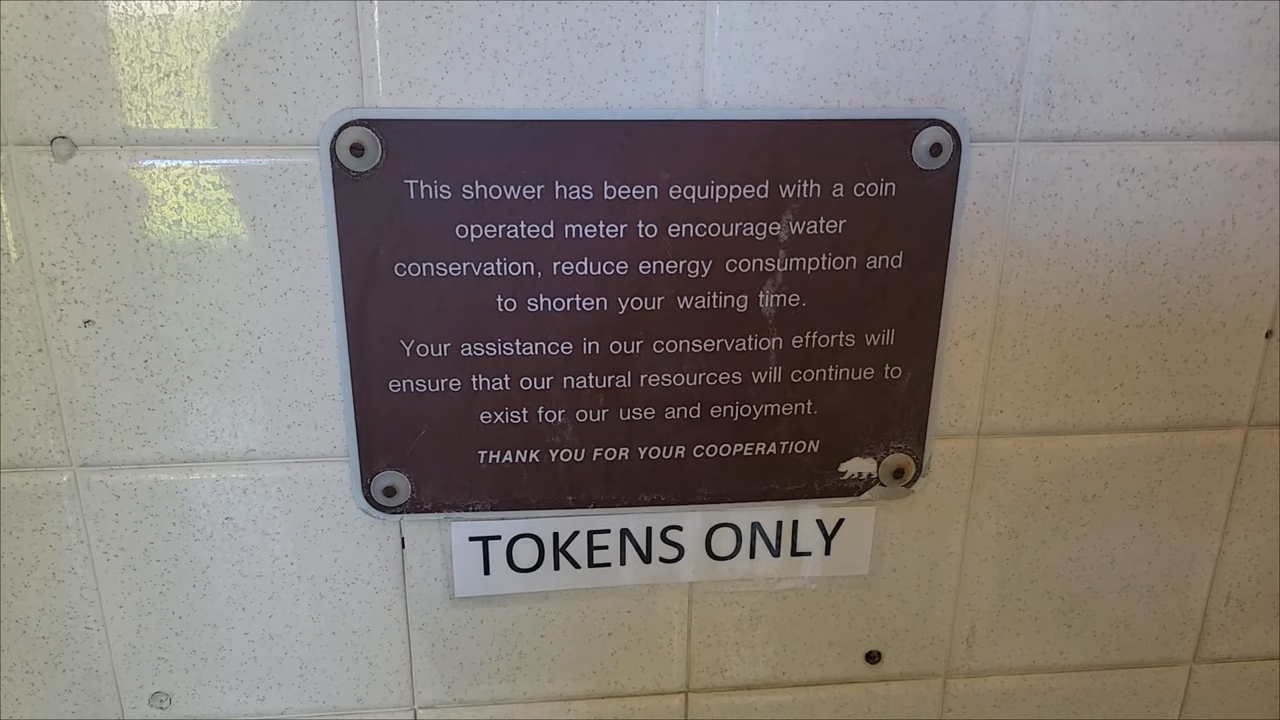 This shower has been equipped with a coin
operated meter to encourage water
conservation, reduce energy consumption and
to shorten your waiting time.
Your assistance in our conservation efforts will
ensure that our natural resources will continue to
exist for our use and enjoyment.
THANK YOU FOR YOUR COOPERATION
TOKENS ONLY